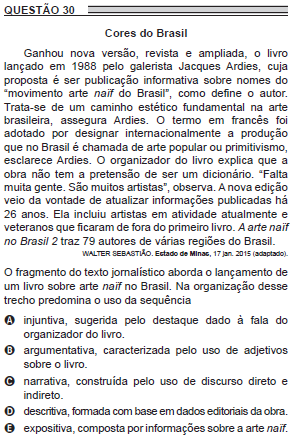 QUESTÃO 30
Cores do Brasil
Ganhou nova versão, revista e ampliada, o livro
lançado em 1988 pelo galerista Jacques Ardies, cuja
proposta é ser publicação informativa sobre nomes do
“movimento arte naïf do Brasil”, como define o autor.
Trata-se de um caminho estético fundamental na arte
brasileira, assegura Ardies. O termo em francês foi
adotado por designar internacionalmente a produção
que no Brasil é chamada de arte popular ou primitivismo,
esclarece Ardies. O organizador do livro explica que a
obra não tem a pretensão de ser um dicionário. “Falta
muita gente. São muitos artistas”, observa. A nova edição
veio da vontade de atualizar informações publicadas há
26 anos. Ela incluiu artistas em atividade atualmente e
veteranos que ficaram de fora do primeiro livro. A arte naïf
no Brasil 2 traz 79 autores de várias regiões do Brasil.
WALTER SEBASTIÃO. Estado de Minas, 17 jan. 2015 (adaptado).
O fragmento do texto jornalístico aborda o lançamento de
um livro sobre arte naïf no Brasil. Na organização desse
trecho predomina o uso da sequência
A injuntiva, sugerida pelo destaque dado à fala do
organizador do livro.
B argumentativa, caracterizada pelo uso de adjetivos
sobre o livro.
C narrativa, construída pelo uso de discurso direto e
indireto.
D descritiva, formada com base em dados editoriais da obra.
E expositiva, composta por informações sobre a arte naïf.